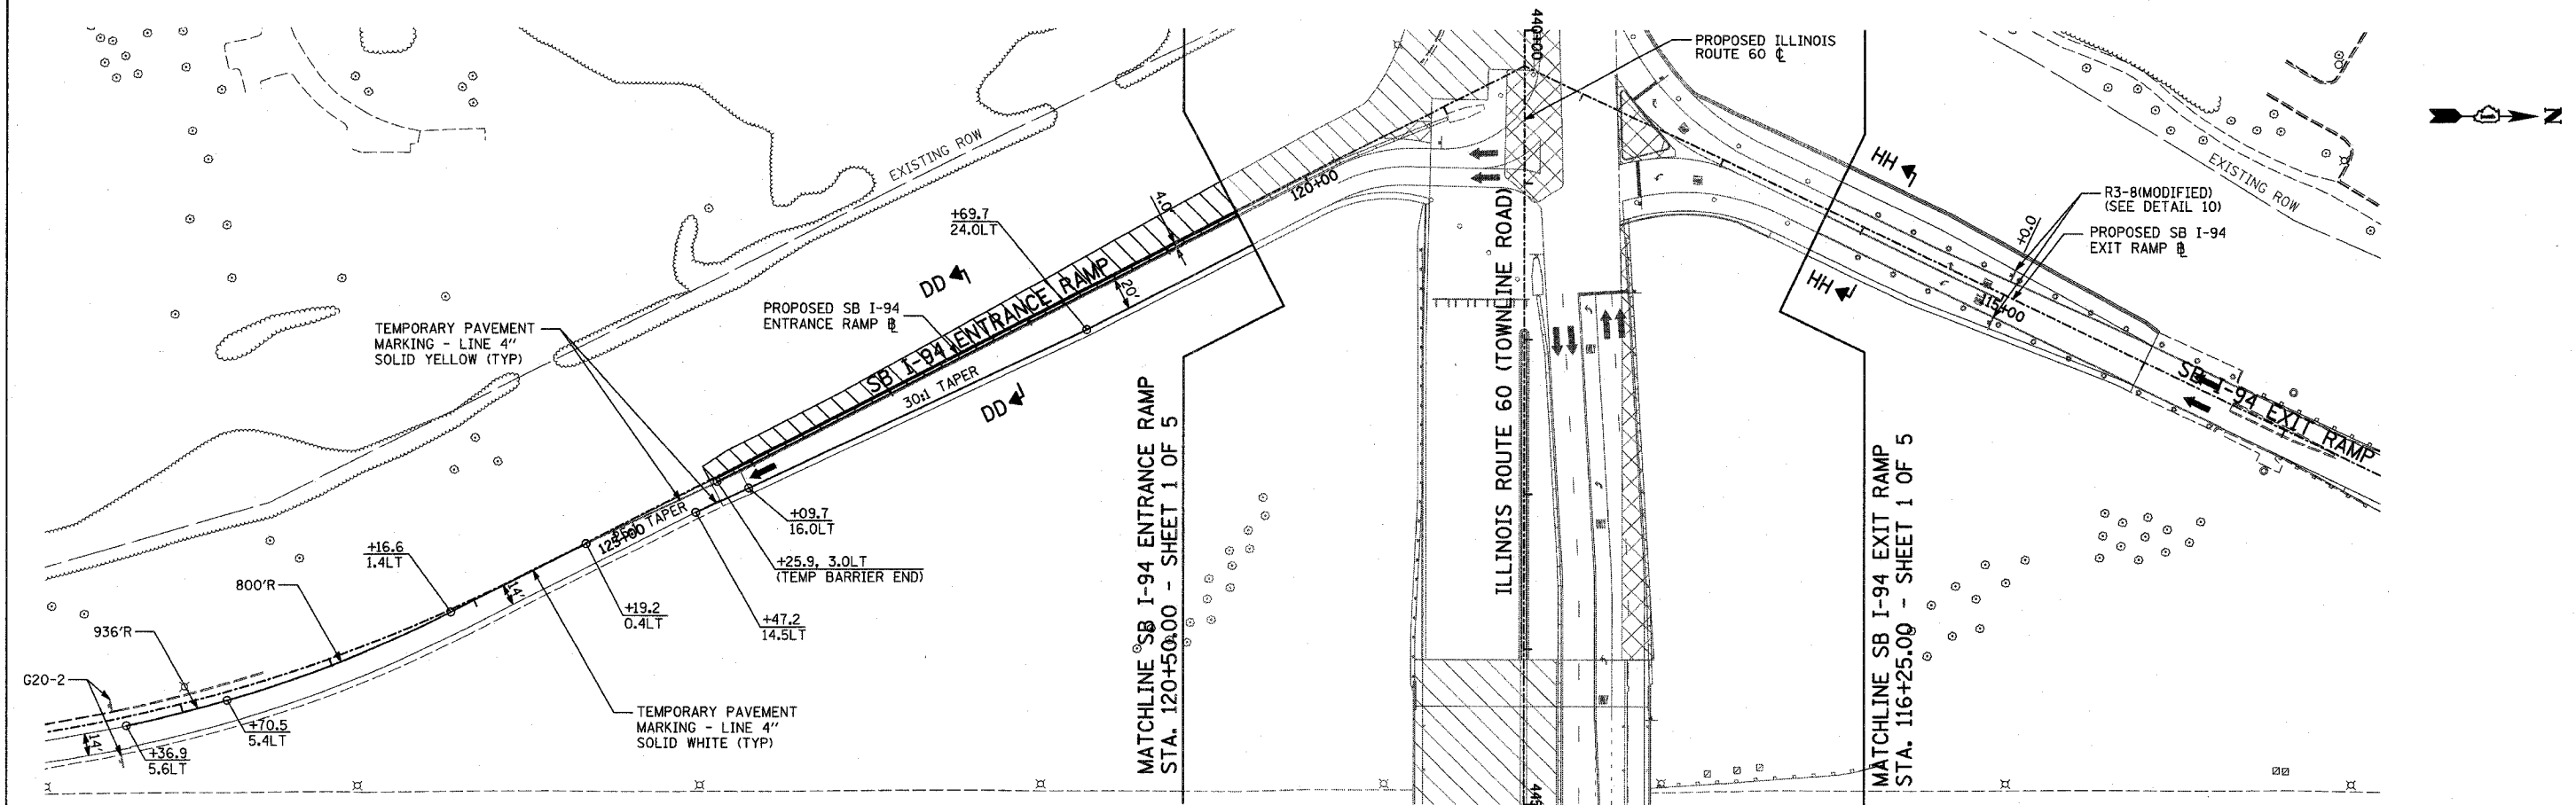 440+00
PROPOSED ILLINOIS
ROUTE 60 ℄
N
EXISTING ROW
EXISTING ROW
HH
R3-8(MODIFIED)
(SEE DETAIL 10)
PROPOSED SB I-94
EXIT RAMP
+0.0
115+00
HH
120+00
4.0'
20'
+69.7
24.0LT
DD
PROPOSED SB I-94
ENTRANCE RAMP
SB I-94 ENTRANCE RAMP
30:1 TAPER
DD
TEMPORARY PAVEMENT
MARKING - LINE 4"
SOLID YELLOW (TYP)
ILLINOIS ROUTE 60 (TOWNLINE ROAD)
SB I-94 EXIT RAMP
MATCHLINE SB I-94 ENTRANCE RAMP
STA. 120+50.00 - SHEET 1 OF 5
MATCHLINE SB I-94 EXIT RAMP
STA. 116+25.00 - SHEET 1 OF 5
+09.7
16.0LT
TAPER
125+00
+25.9, 3.0LT
(TEMP BARRIER END)
+16.6
1.4LT
800'R
14'
+19.2
0.4LT
+47.2
14.5LT
936'R
G20-2
+70.5
5.4LT
14'
+36.9
5.6LT
TEMPORARY PAVEMENT
MARKING - LINE 4"
SOLID WHITE (TYP)